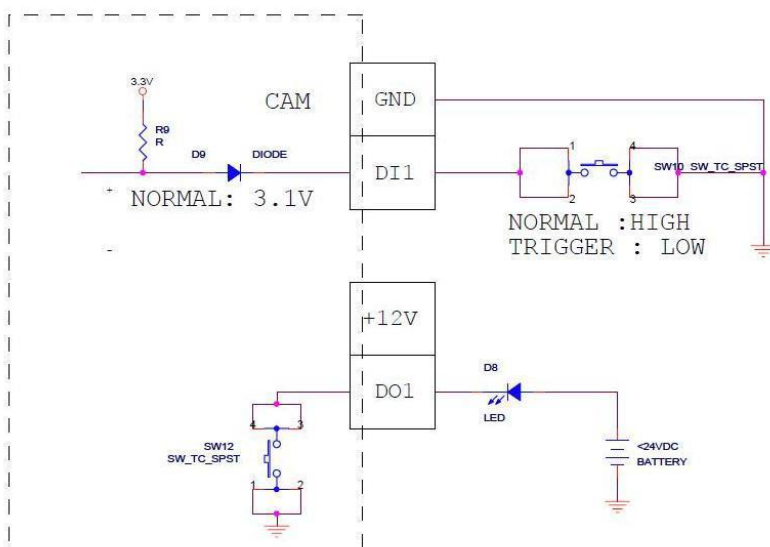 3.3V
R9
R
CAM
GND
D9
DIODE
DI1
+
NORMAL: 3.1V
-
1
4
SW10 SW_TC_SPST
2
3
NORMAL :HIGH
TRIGGER : LOW
+12V
DO1
D8
LED
4
3
SW12
SW_TC_SPST
1
2
<24VDC
BATTERY